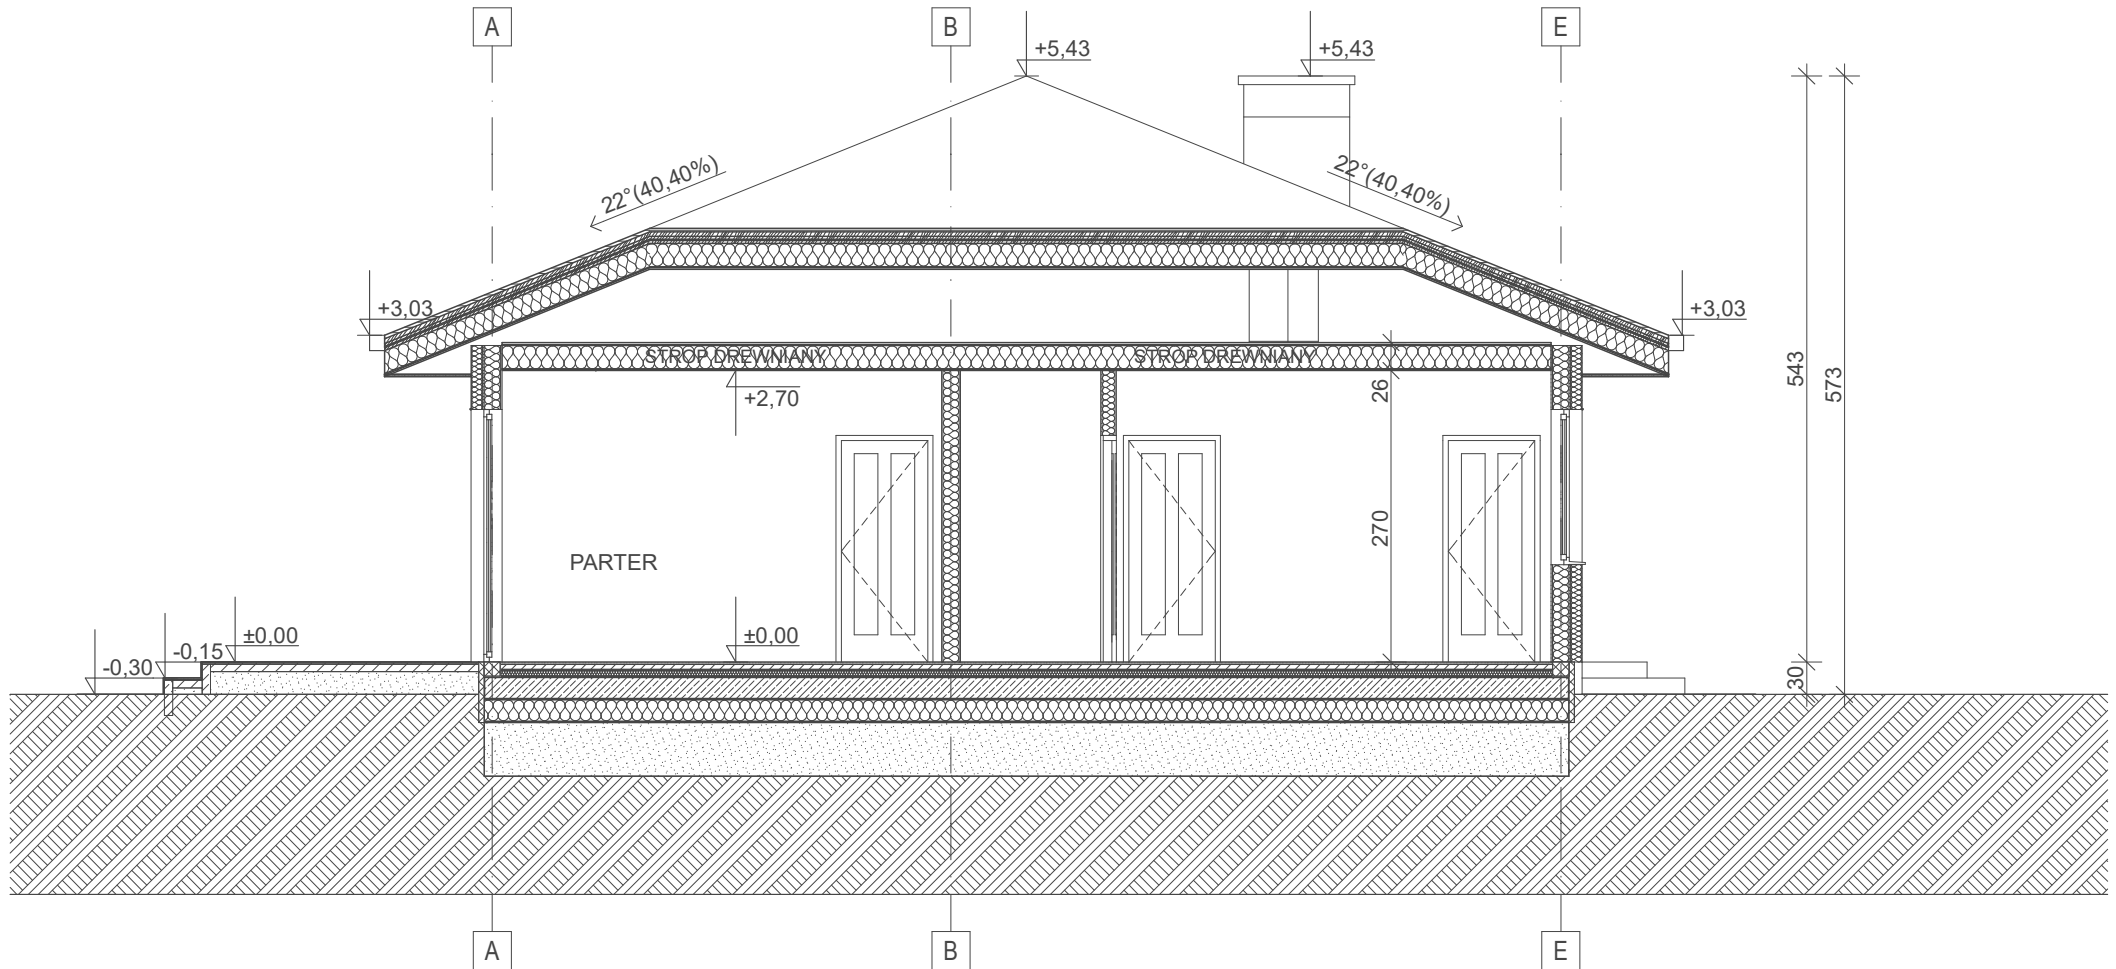 A
B
E
+5,43
+5,43
22°(40,40%)
22°(40,40%)
+3,03
+3,03
STROP DREWNIANY
STROP DREWNIANY
+2,70
26
543
573
270
PARTER
±0,00
±0,00
-0,15
-0,30
30
A
B
E